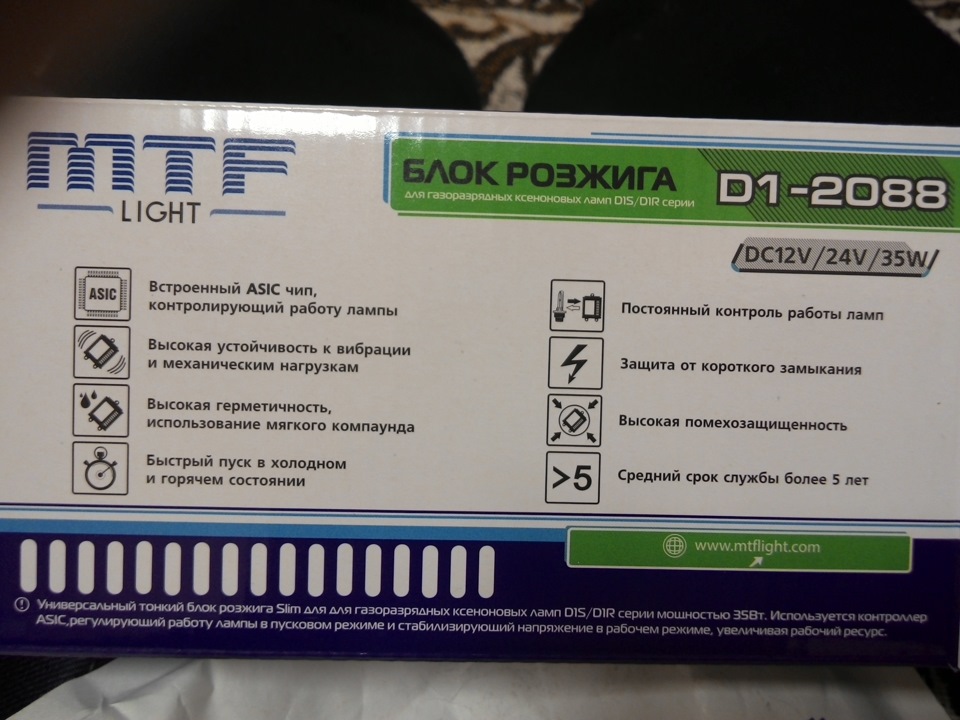 MTF
LIGHT
БЛОК РОЗЖИГА
для газоразрядных ксеноновых ламп D1S/D1R серии
D1-2088
DC12V/24V/35W
ASIC
Встроенный ASIC чип,
контролирующий работу лампы
Высокая устойчивость к вибрации
и механическим нагрузкам
Высокая герметичность,
использование мягкого компаунда
Быстрый пуск в холодном
и горячем состоянии
Постоянный контроль работы ламп
Защита от короткого замыкания
Высокая помехозащищенность
>5
Средний срок службы более 5 лет
www.mtflight.com
Универсальный тонкий блок розжига Slim для для газоразрядных ксеноновых ламп D1S/D1R серии мощностью 35Вт. Используется контроллер
ASIC,регулирующий работу лампы в пусковом режиме и стабилизирующий напряжение в рабочем режиме, увеличивая рабочий ресурс.